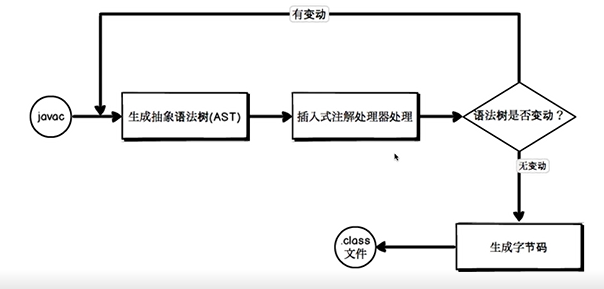 有变动
javac
生成抽象语法树(AST)
插入式注解处理器处理
语法树是否变动？
无变动
生成字节码
.class
文件